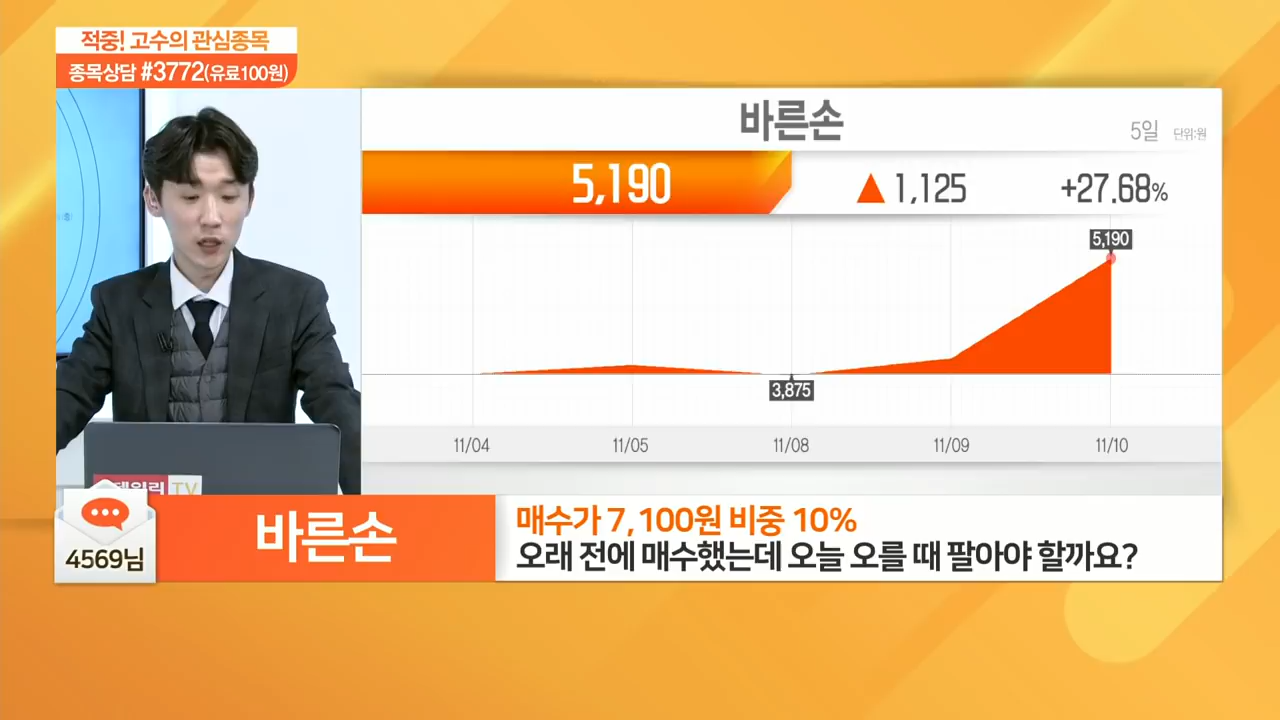 적중! 고수의 관심종목
종목상담 #3772(유료100원)
바른손
5일 단위:원
5,190 ▲1,125 +27.68%
5,190
3,875
11/04 11/05 11/08 11/09 11/10
TV
4569님
바른손
매수가 7,100원 비중 10%
오래 전에 매수했는데 오늘 오를 때 팔아야 할까요?